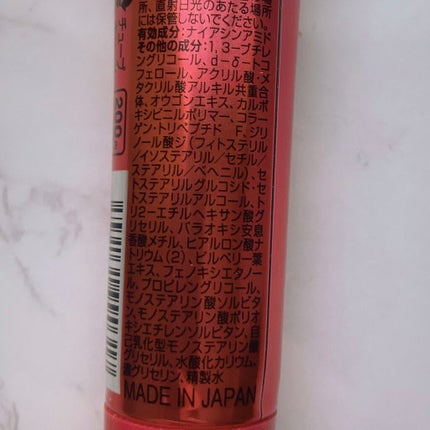 所、直射日光のあたる場所
には保管しないでください。
有効成分：ナイアシンアミド
その他の成分：1，3－ブチレ
ングリコール、d－δ－トコ
フェロール、アクリル酸・メ
タクリル酸アルキル共重合
体、オウゴンエキス、カルボ
キシビニルポリマー、コラー
ゲン・トリペプチド F、ジリ
ノール酸ジ（フィトステリル
／イソステアリル／セチル／
ステアリル／ベヘニル）、セ
トステアリルグルコシド・セ
トステアリルアルコール、ト
リ2－エチルヘキサン酸グ
リセリル、パラオキシ安息
香酸メチル、ヒアルロン酸ナ
トリウム（2）、ビルベリー葉
エキス、フェノキシエタノー
ル、プロピレングリコール、
モノステアリン酸ソルビタ
ン、モノステアリン酸ポリオ
キシエチレンソルビタン、自
己乳化型モノステアリン酸
グリセリル、水酸化カリウム、
濃グリセリン、精製水
MADE IN JAPAN
チューブ
200